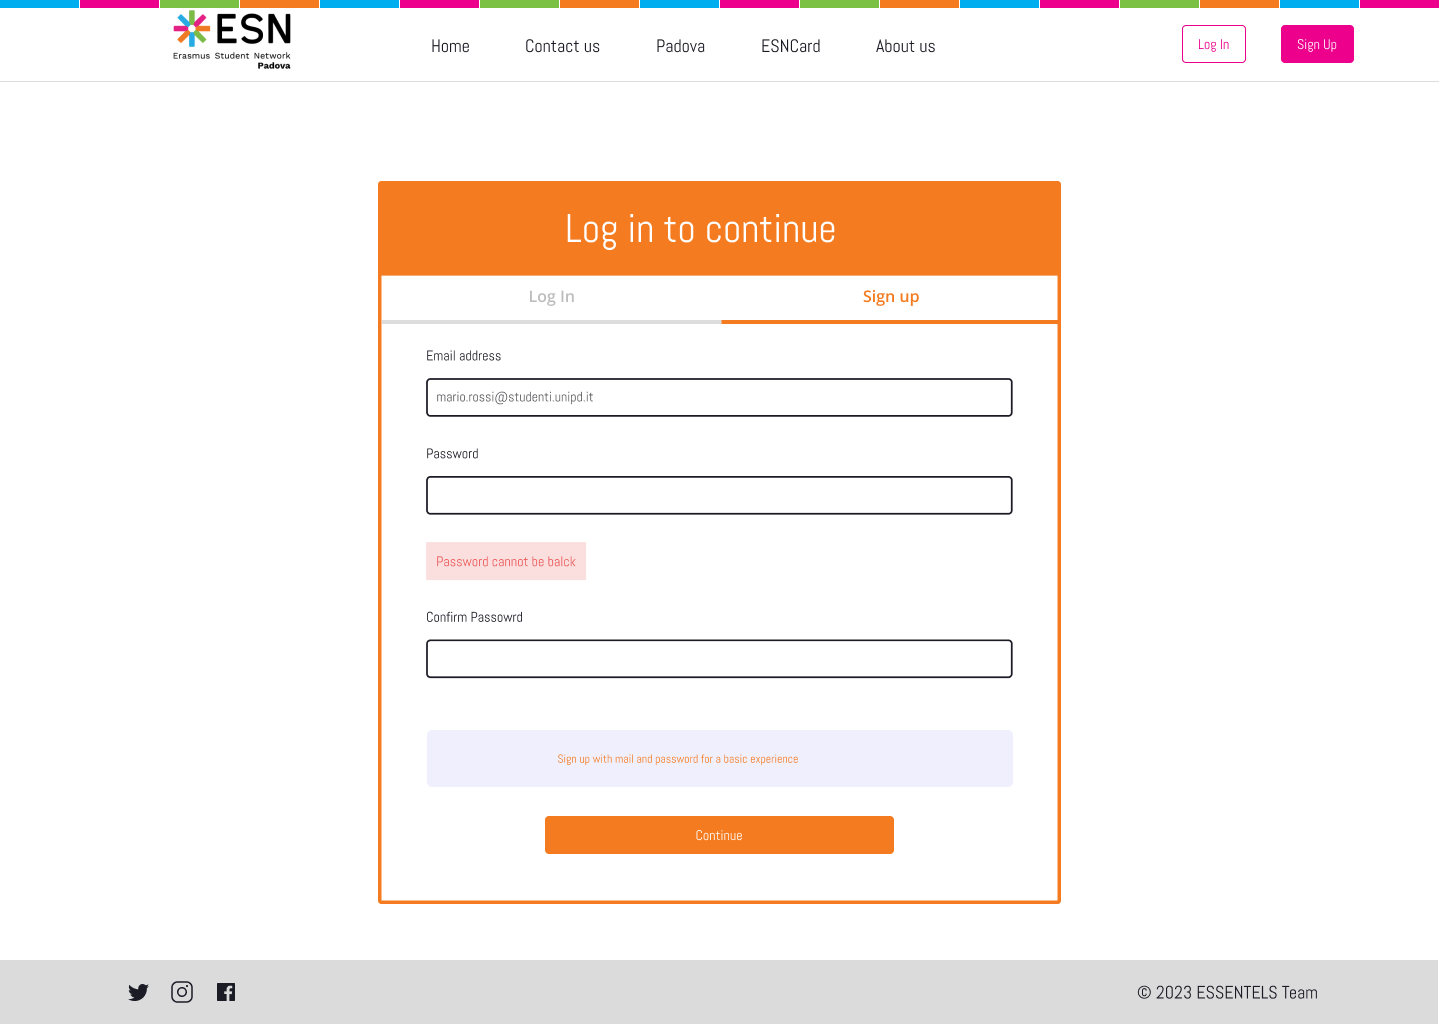 ESN
Erasmus Student Network
Padova
Home
Contact us
Padova
ESNCard
About us
Log In
Sign Up
Log in to continue
Log In
Sign up
Email address
mario.rossi@studenti.unipd.it
Password
Password cannot be balck
Confirm Passowrd
Sign up with mail and password for a basic experience
Continue
© 2023 ESSENTELS Team